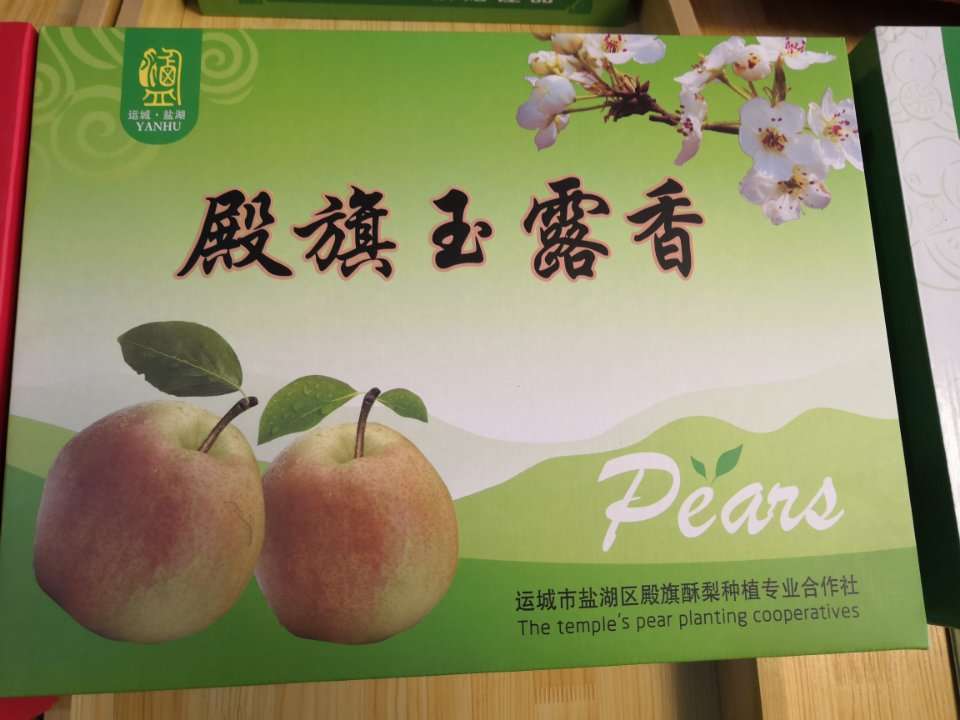 运城·盐湖
YANHU
殿旗玉露香
Pears
运城市盐湖区殿旗酥梨种植专业合作社
The temple's pear planting cooperatives